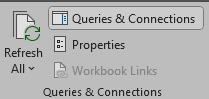 Refresh
All
Queries & Connections
Properties
Workbook Links
Queries & Connections